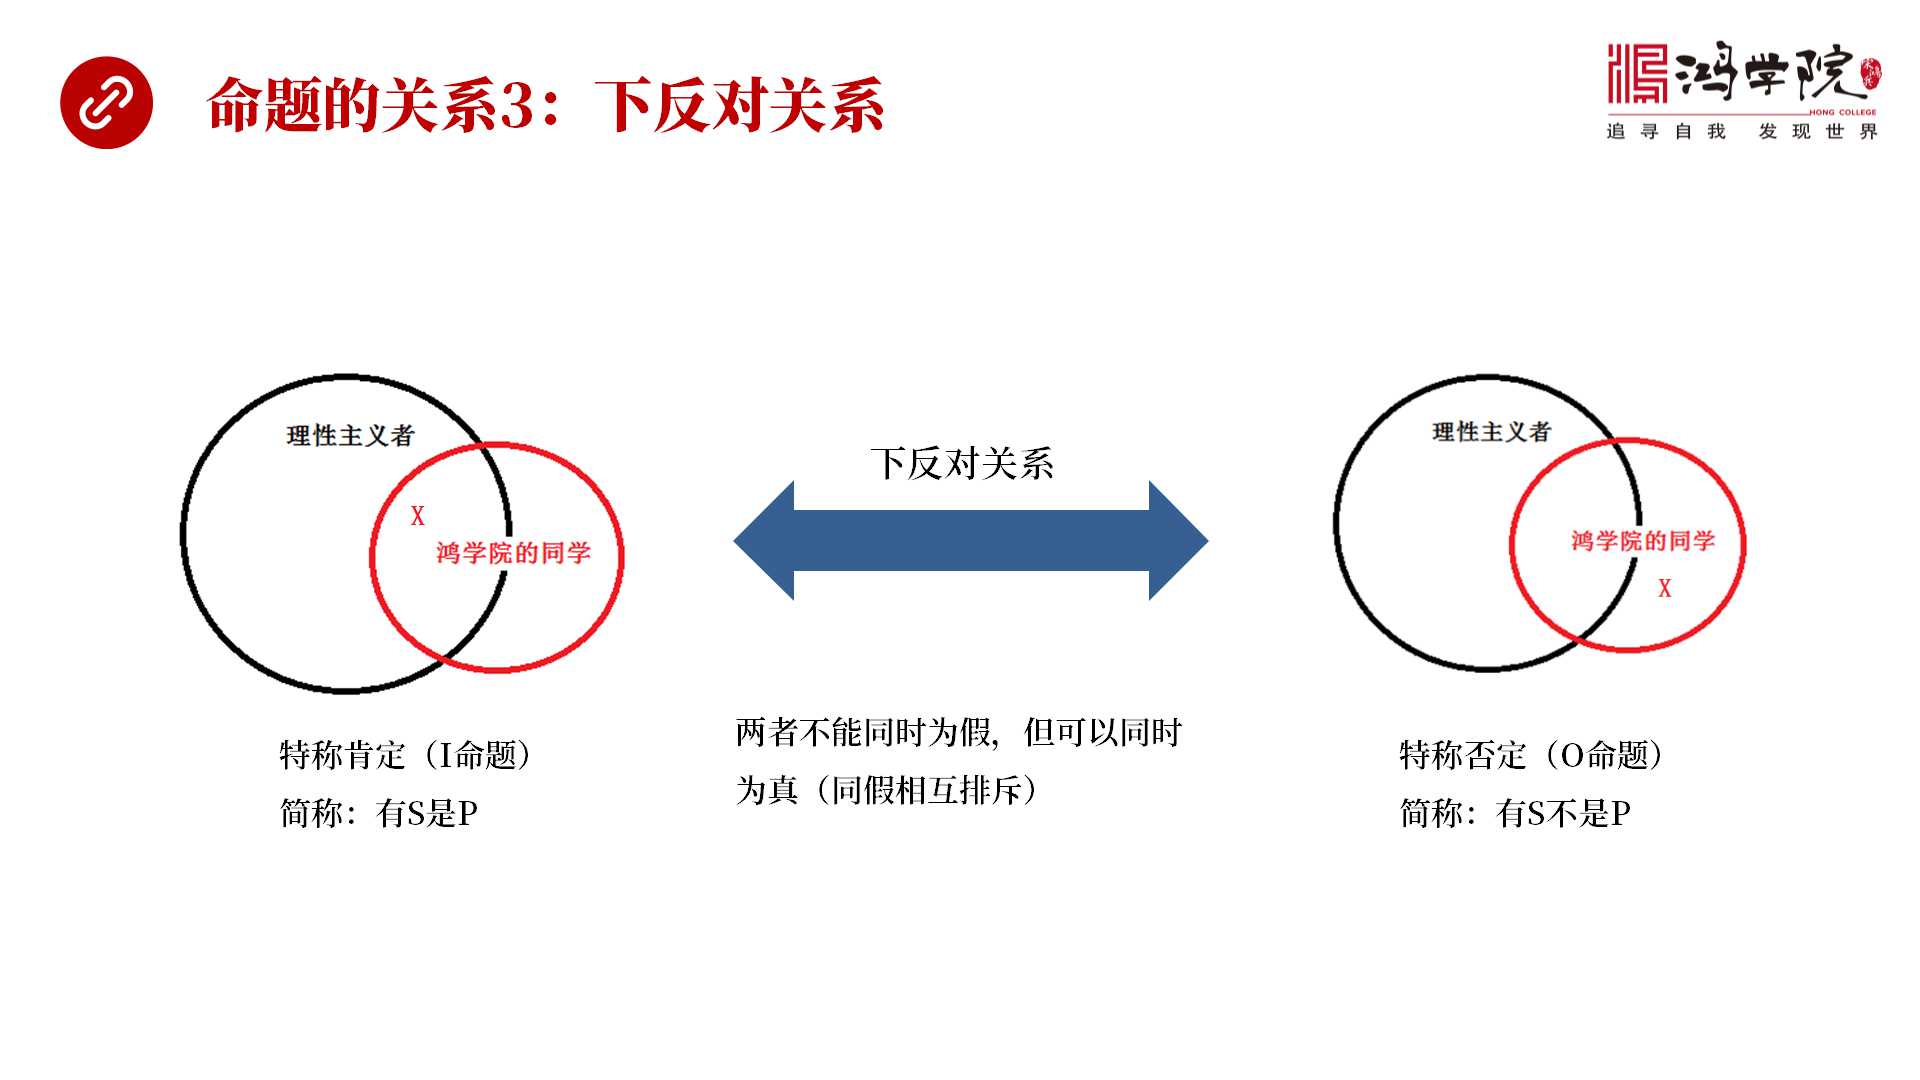 命题的关系3：下反对关系
鸿学院
HONG COLLEGE
追寻自我 发现世界
理性主义者
X
鸿学院的同学
下反对关系
理性主义者
鸿学院的同学
X
特称肯定（I命题）
简称：有S是P
两者不能同时为假，但可以同时
为真（同假相互排斥）
特称否定（O命题）
简称：有S不是P